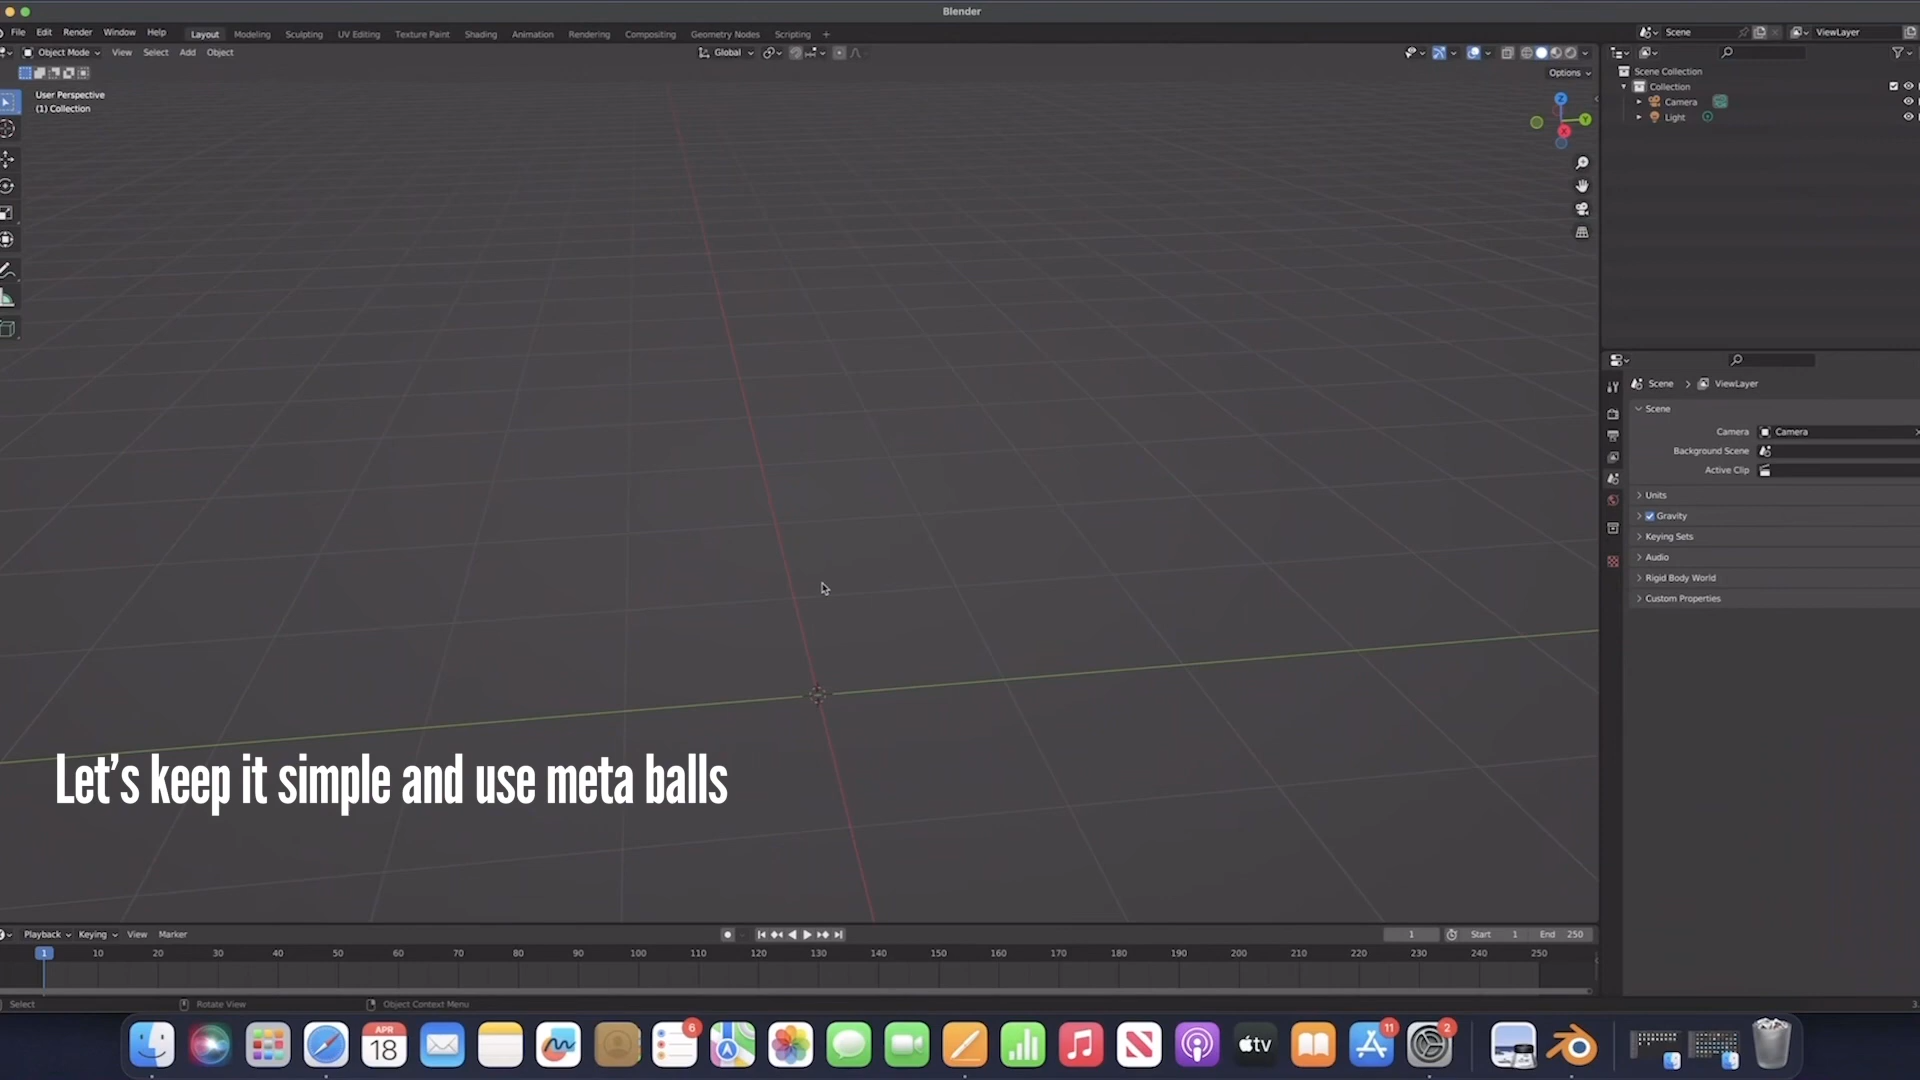 Blender
File Edit Render Window Help Layout Modeling Sculpting UV Editing Texture Paint Shading Animation Rendering Compositing Geometry Nodes Scripting + Scene ViewLayer
Object Mode View Select Add Object Global
Options
User Perspective
(1) Collection
Z
Y
X
Scene Collection
Collection
Camera
Light
Scene > ViewLayer
Scene
Camera Camera
Background Scene
Active Clip
Units
Gravity
Keying Sets
Audio
Rigid Body World
Custom Properties
Let's keep it simple and use meta balls
Playback Keying View Marker 1 Start 1 End 250
1 10 20 30 40 50 60 70 80 90 100 110 120 130 140 150 160 170 180 190 200 210 220 230 240 250
Select Rotate View Object Context Menu 3.
APR
18
6
tv
11
2